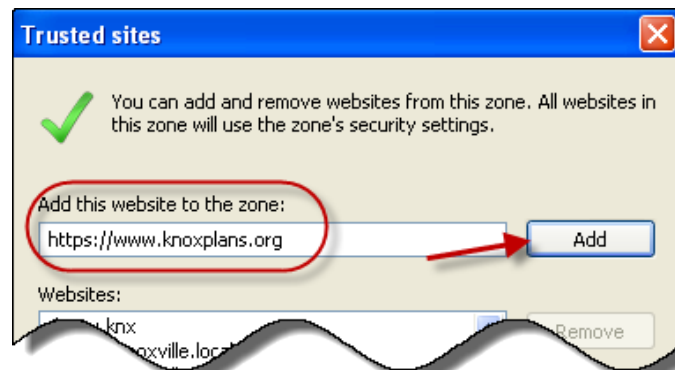 Trusted sites
You can add and remove websites from this zone. All websites in
this zone will use the zone's security settings.
Add this website to the zone:
https://www.knoxplans.org Add
Websites:
Remove